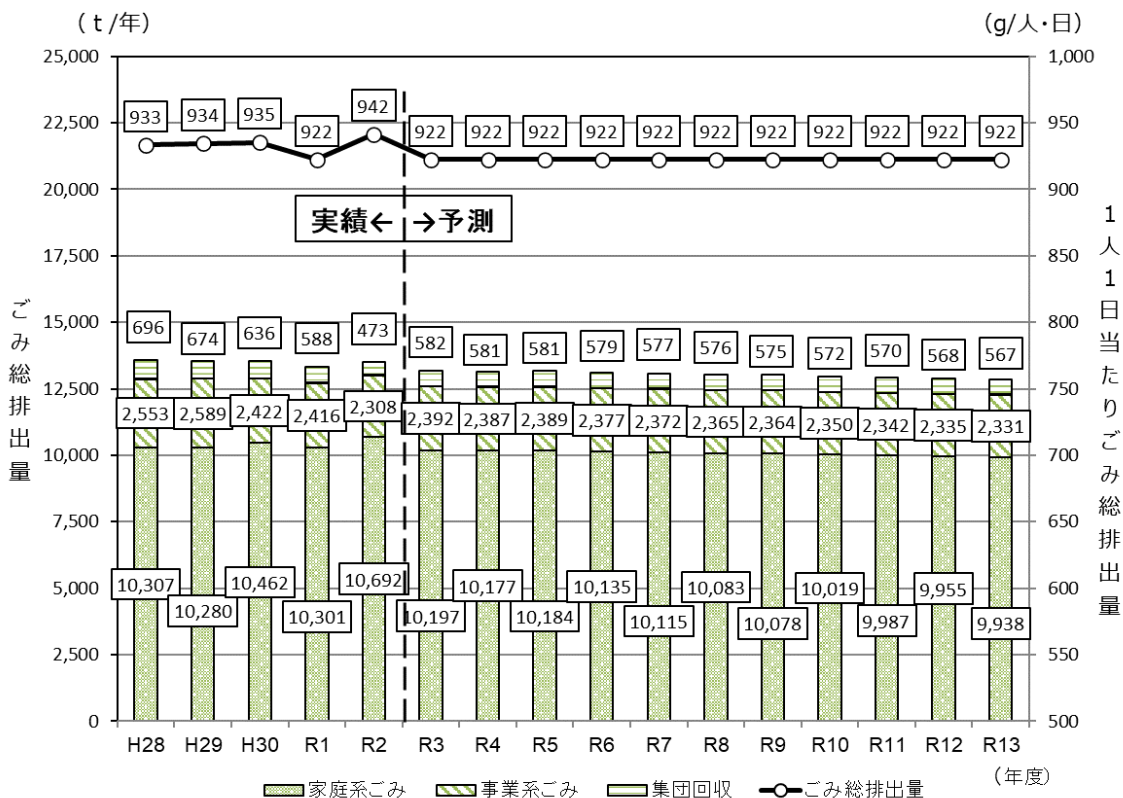 （ｔ/年）
（g/人・日）
25,000
22,500
20,000
17,500
15,000
12,500
10,000
7,500
5,000
2,500
0
ごみ総排出量
1,000
950
900
850
800
750
700
650
600
550
500
1人1日当たりごみ総排出量
933 934 935 922 942 922 922 922 922 922 922 922 922 922 922 922
実績← →予測
696 674 636 588 473 582 581 581 579 577 576 575 572 570 568 567
2,553 2,589 2,422 2,416 2,308 2,392 2,387 2,389 2,377 2,372 2,365 2,364 2,350 2,342 2,335 2,331
10,307 10,280 10,462 10,301 10,692 10,197 10,177 10,184 10,135 10,115 10,083 10,078 10,019 9,987 9,955 9,938
H28 H29 H30 R1 R2 R3 R4 R5 R6 R7 R8 R9 R10 R11 R12 R13
（年度）
家庭系ごみ 事業系ごみ 集団回収 ごみ総排出量